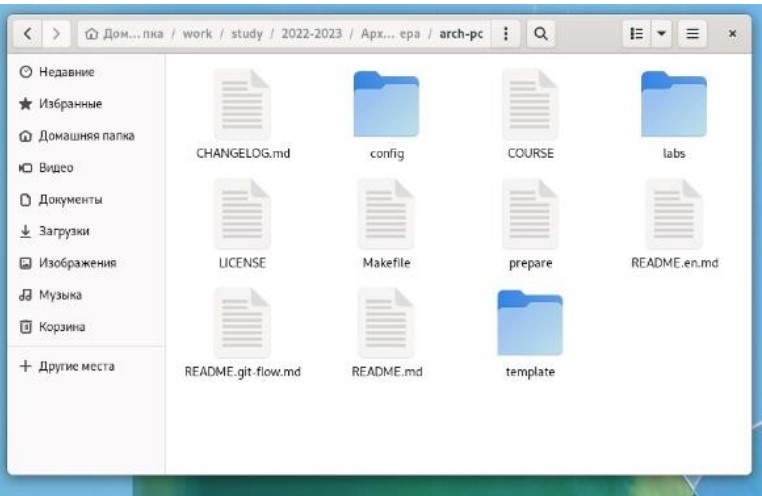 Дом...пка / work / study / 2022-2023 / Арх... ера / arch-pc
Недавние
Избранные
Домашняя папка
Видео
Документы
Загрузки
Изображения
Музыка
Корзина
Другие места
CHANGELOG.md config COURSE labs
LICENSE Makefile prepare README.en.md
README.git-flow.md README.md template